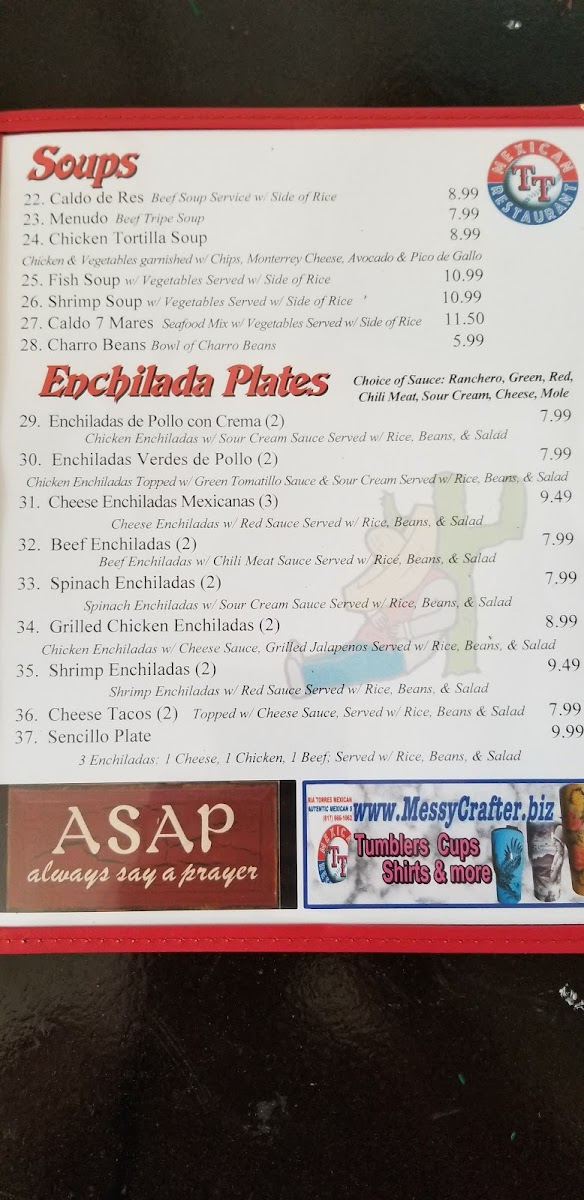 Soups
MEXICAN
TT
RESTAURANT
22. Caldo de Res Beef Soup Service w/ Side of Rice 8.99
23. Menudo Beef Tripe Soup 7.99
24. Chicken Tortilla Soup 8.99
Chicken & Vegetables garnished w/ Chips, Monterrey Cheese, Avocado & Pico de Gallo
25. Fish Soup w/ Vegetables Served w/ Side of Rice 10.99
26. Shrimp Soup w/ Vegetables Served w/ Side of Rice 10.99
27. Caldo 7 Mares Seafood Mix w/ Vegetables Served w/ Side of Rice 11.50
28. Charro Beans Bowl of Charro Beans 5.99
Enchilada Plates
Choice of Sauce: Ranchero, Green, Red,
Chili Meat, Sour Cream, Cheese, Mole
29. Enchiladas de Pollo con Crema (2) 7.99
Chicken Enchiladas w/ Sour Cream Sauce Served w/ Rice, Beans, & Salad
30. Enchiladas Verdes de Pollo (2) 7.99
Chicken Enchiladas Topped w/ Green Tomatillo Sauce & Sour Cream Served w/ Rice, Beans, & Salad
31. Cheese Enchiladas Mexicanas (3) 9.49
Cheese Enchiladas w/ Red Sauce Served w/ Rice, Beans, & Salad
32. Beef Enchiladas (2) 7.99
Beef Enchiladas w/ Chili Meat Sauce Served w/ Rice, Beans, & Salad
33. Spinach Enchiladas (2) 7.99
Spinach Enchiladas w/ Sour Cream Sauce Served w/ Rice, Beans, & Salad
34. Grilled Chicken Enchiladas (2) 8.99
Chicken Enchiladas w/ Cheese Sauce, Grilled Jalapenos Served w/ Rice, Beans, & Salad
35. Shrimp Enchiladas (2) 9.49
Shrimp Enchiladas w/ Red Sauce Served w/ Rice, Beans, & Salad
36. Cheese Tacos (2) Topped w/ Cheese Sauce, Served w/ Rice, Beans & Salad 7.99
37. Sencillo Plate 9.99
3 Enchiladas: 1 Cheese, 1 Chicken, 1 Beef; Served w/ Rice, Beans, & Salad
ASAP
always say a prayer
RIA TORRES MEXICAN
AUTENTIC MEXICAN
www.MessyCrafter.biz
MEXIC
TT
Tumblers Cups
Shirts & more